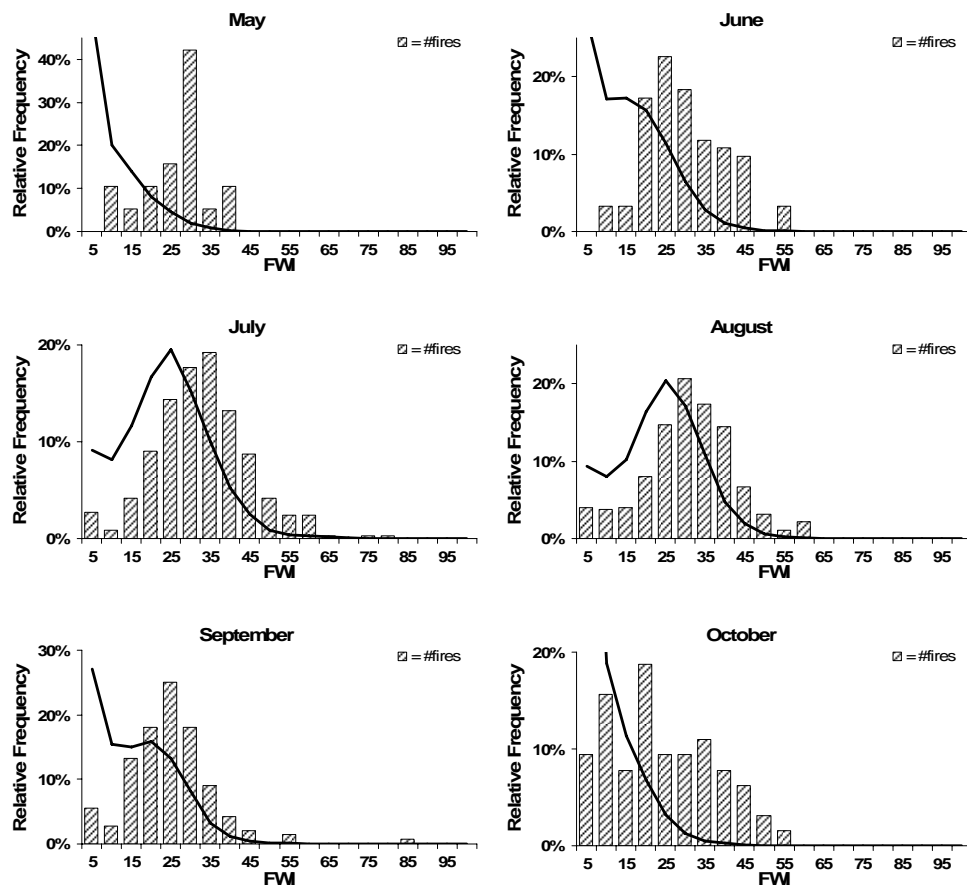 May
= #fires
Relative Frequency
40%
30%
20%
10%
0%
5 15 25 35 45 55 65 75 85 95
FWI
June
= #fires
Relative Frequency
20%
10%
0%
5 15 25 35 45 55 65 75 85 95
FWI
July
= #fires
Relative Frequency
20%
10%
0%
5 15 25 35 45 55 65 75 85 95
FWI
August
= #fires
Relative Frequency
20%
10%
0%
5 15 25 35 45 55 65 75 85 95
FWI
September
= #fires
Relative Frequency
30%
20%
10%
0%
5 15 25 35 45 55 65 75 85 95
FWI
October
= #fires
Relative Frequency
20%
10%
0%
5 15 25 35 45 55 65 75 85 95
FWI